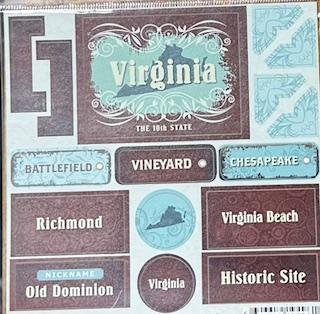 Virginia
THE 10th STATE
BATTLEFIELD
VINEYARD
CHESAPEAKE
Richmond
Virginia Beach
NICKNAME
Old Dominion
Virginia
Historic Site